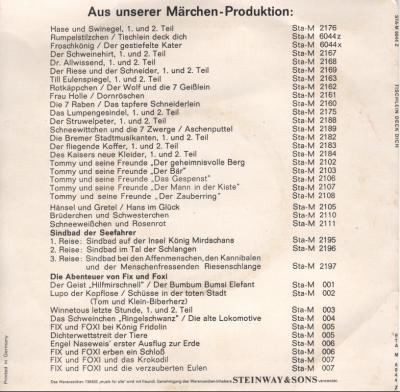 Aus unserer Märchen-Produktion:
Hase und Swinegel, 1. und 2. Teil Sta-M 2176
Rumpelstilzchen / Tischlein deck dich Sta-M 6044 z
Froschkönig / Der gestiefelte Kater Sta-M 6044 x
Der Schweinehirt, 1. und 2. Teil Sta-M 2167
Dr. Allwissend, 1. und 2. Teil Sta-M 2168
Der Riese und der Schneider, 1. und 2. Teil Sta-M 2169
Till Eulenspiegel, 1. und 2. Teil Sta-M 2163
Rotkäppchen / Der Wolf und die 7 Geißlein Sta-M 2162
Frau Holle / Dornröschen Sta-M 2161
Die 7 Raben / Das tapfere Schneiderlein Sta-M 2160
Das Lumpengesindel, 1. und 2. Teil Sta-M 2175
Der Struwelpeter, 1. und 2. Teil Sta-M 2188
Schneewittchen und die 7 Zwerge / Aschenputtel Sta-M 2189
Die Bremer Stadtmusikanten, 1. und 2. Teil Sta-M 2182
Der fliegende Koffer, 1. und 2. Teil Sta-M 2183
Des Kaisers neue Kleider, 1. und 2. Teil Sta-M 2184
Tommy und seine Freunde „Der geheimnisvolle Berg Sta-M 2102
Tommy und seine Freunde „Der Bär" Sta-M 2103
Tommy und seine Freunde „Das Gespenst" Sta-M 2106
Tommy und seine Freunde „Der Mann in der Kiste" Sta-M 2107
Tommy und seine Freunde „Der Zauberring" Sta-M 2108
Hänsel und Gretel / Hans im Glück Sta-M 2105
Brüderchen und Schwesterchen Sta-M 2110
Schneeweißchen und Rosenrot Sta-M 2111
Sindbad der Seefahrer
1. Reise: Sindbad auf der Insel König Mirdschans Sta-M 2195
2. Reise: Sindbad im Tal der Schlangen Sta-M 2196
3. Reise: Sindbad bei den Affenmenschen, den Kannibalen
und der Menschenfressenden Riesenschlange Sta-M 2197
Die Abenteuer von Fix und Foxi
Der Geist „Hilfmirschnell" / Der Bumbum Bumsi Elefant Sta-M 001
Lupo der Kopflose / Schüsse in der toten Stadt Sta-M 002
(Tom und Klein-Biberherz)
Winnetous letzte Stunde, 1. und 2. Teil Sta-M 003
Das Schweinchen „Ringelschwanz" / Die alte Lokomotive Sta-M 004
FIX und FOXI bei König Fridolin Sta-M 005
Dichterwettstreit der Tiere Sta-M 005
Engel Naseweis' erster Ausflug zur Erde Sta-M 006
FIX und FOXI erben ein Schloß Sta-M 006
FIX und FOXI und das Krokodil Sta-M 007
FIX und FOXI und die verzauberten Eulen Sta-M 007
STEINWAY & SONS
Printed in Germany
STA-M 6044 Z
TISCHLEIN DECK DICH
STA M 6044 Z